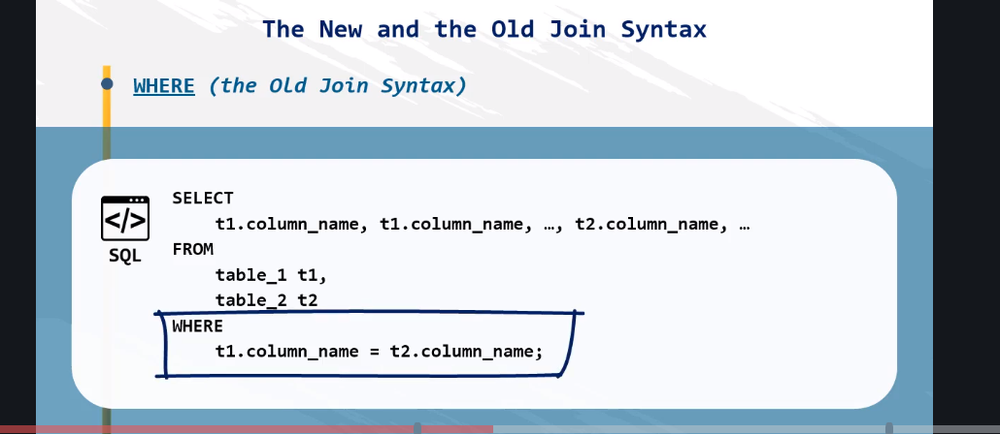 The New and the Old Join Syntax
WHERE (the Old Join Syntax)
SELECT
t1.column_name, t1.column_name, …, t2.column_name, …
FROM
table_1 t1,
table_2 t2
WHERE
t1.column_name = t2.column_name;
</>
SQL